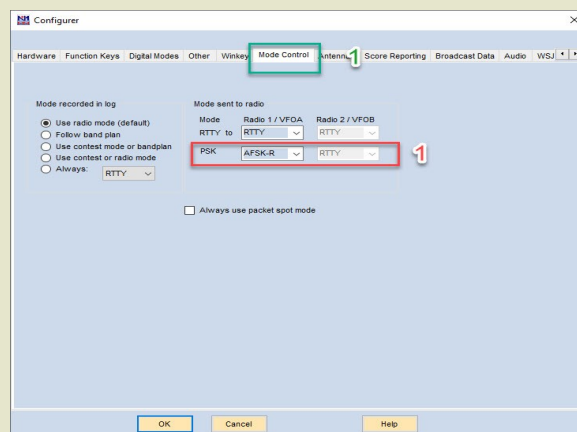 Configurer
Hardware Function Keys Digital Modes Other Winkey Mode Control Antenna 1 Score Reporting Broadcast Data Audio WSJ
Mode recorded in log
Use radio mode (default)
Follow band plan
Use contest mode or bandplan
Use contest or radio mode
Always: RTTY
Mode sent to radio
Mode Radio 1 / VFOA Radio 2 / VFOB
RTTY to RTTY RTTY
PSK AFSK-R RTTY 1
Always use packet spot mode
OK Cancel Help